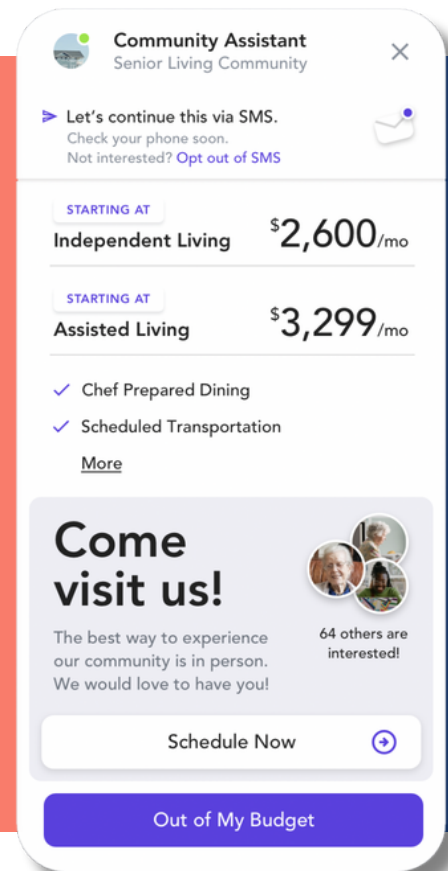 Community Assistant
Senior Living Community
Let's continue this via SMS.
Check your phone soon.
Not interested? Opt out of SMS
STARTING AT
Independent Living $2,600/mo
STARTING AT
Assisted Living $3,299/mo
Chef Prepared Dining
Scheduled Transportation
More
Come
visit us!
The best way to experience
our community is in person.
We would love to have you!
64 others are
interested!
Schedule Now
Out of My Budget